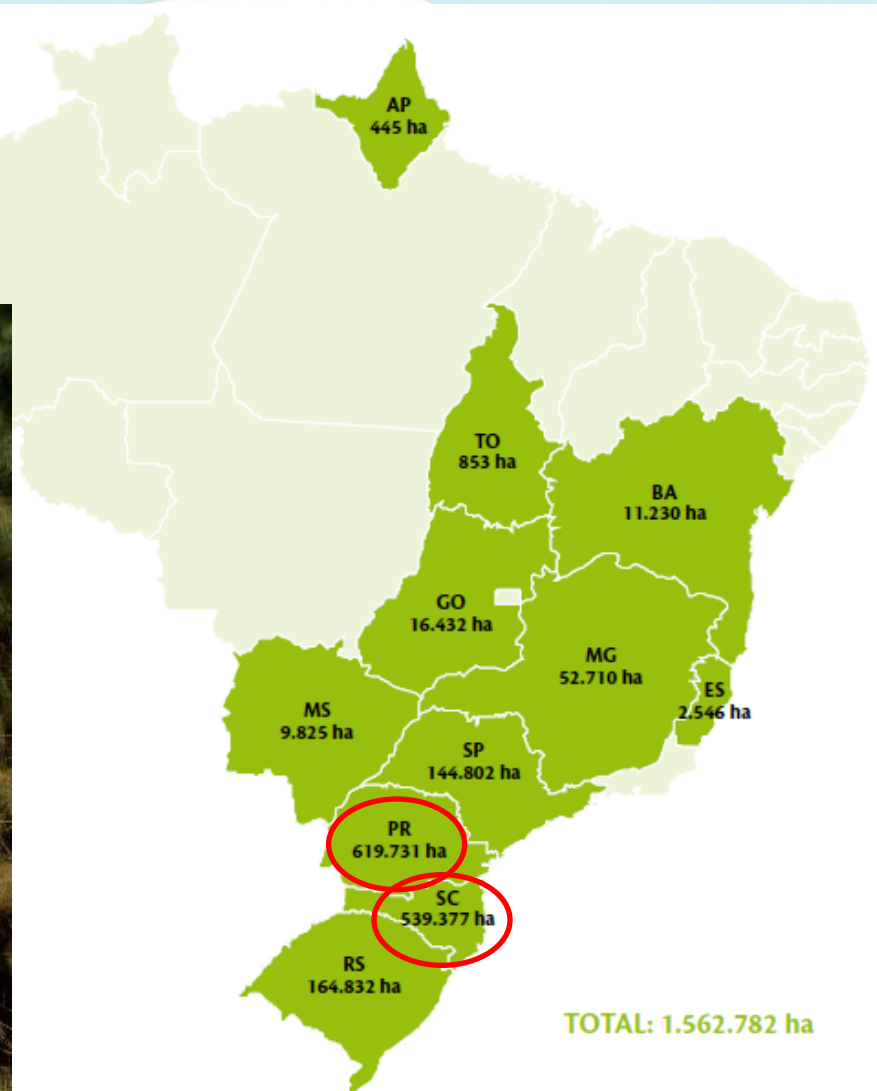 AP
445 ha
TO
853 ha
BA
11.230 ha
GO
16.432 ha
MG
52.710 ha
ES
2.546 ha
MS
9.825 ha
SP
144.802 ha
PR
619.731 ha
SC
539.377 ha
RS
164.832 ha
TOTAL: 1.562.782 ha